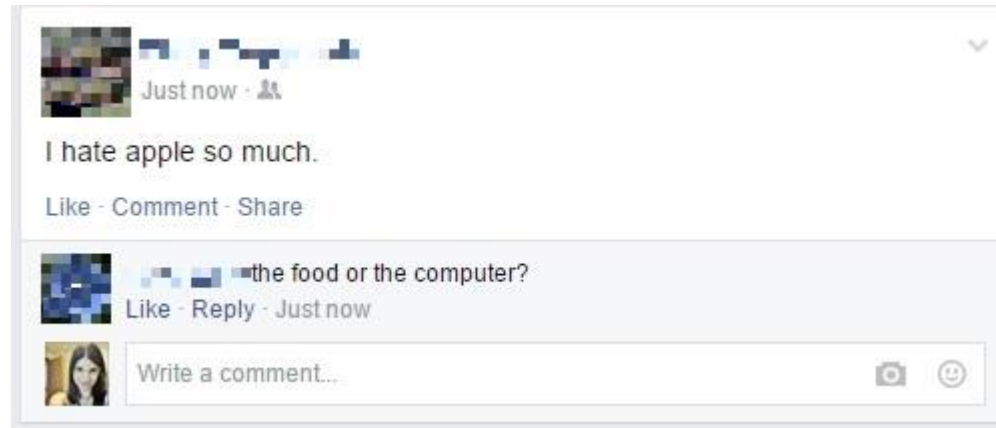 Just now ·
I hate apple so much.
Like · Comment · Share
the food or the computer?
Like · Reply · Just now
Write a comment...